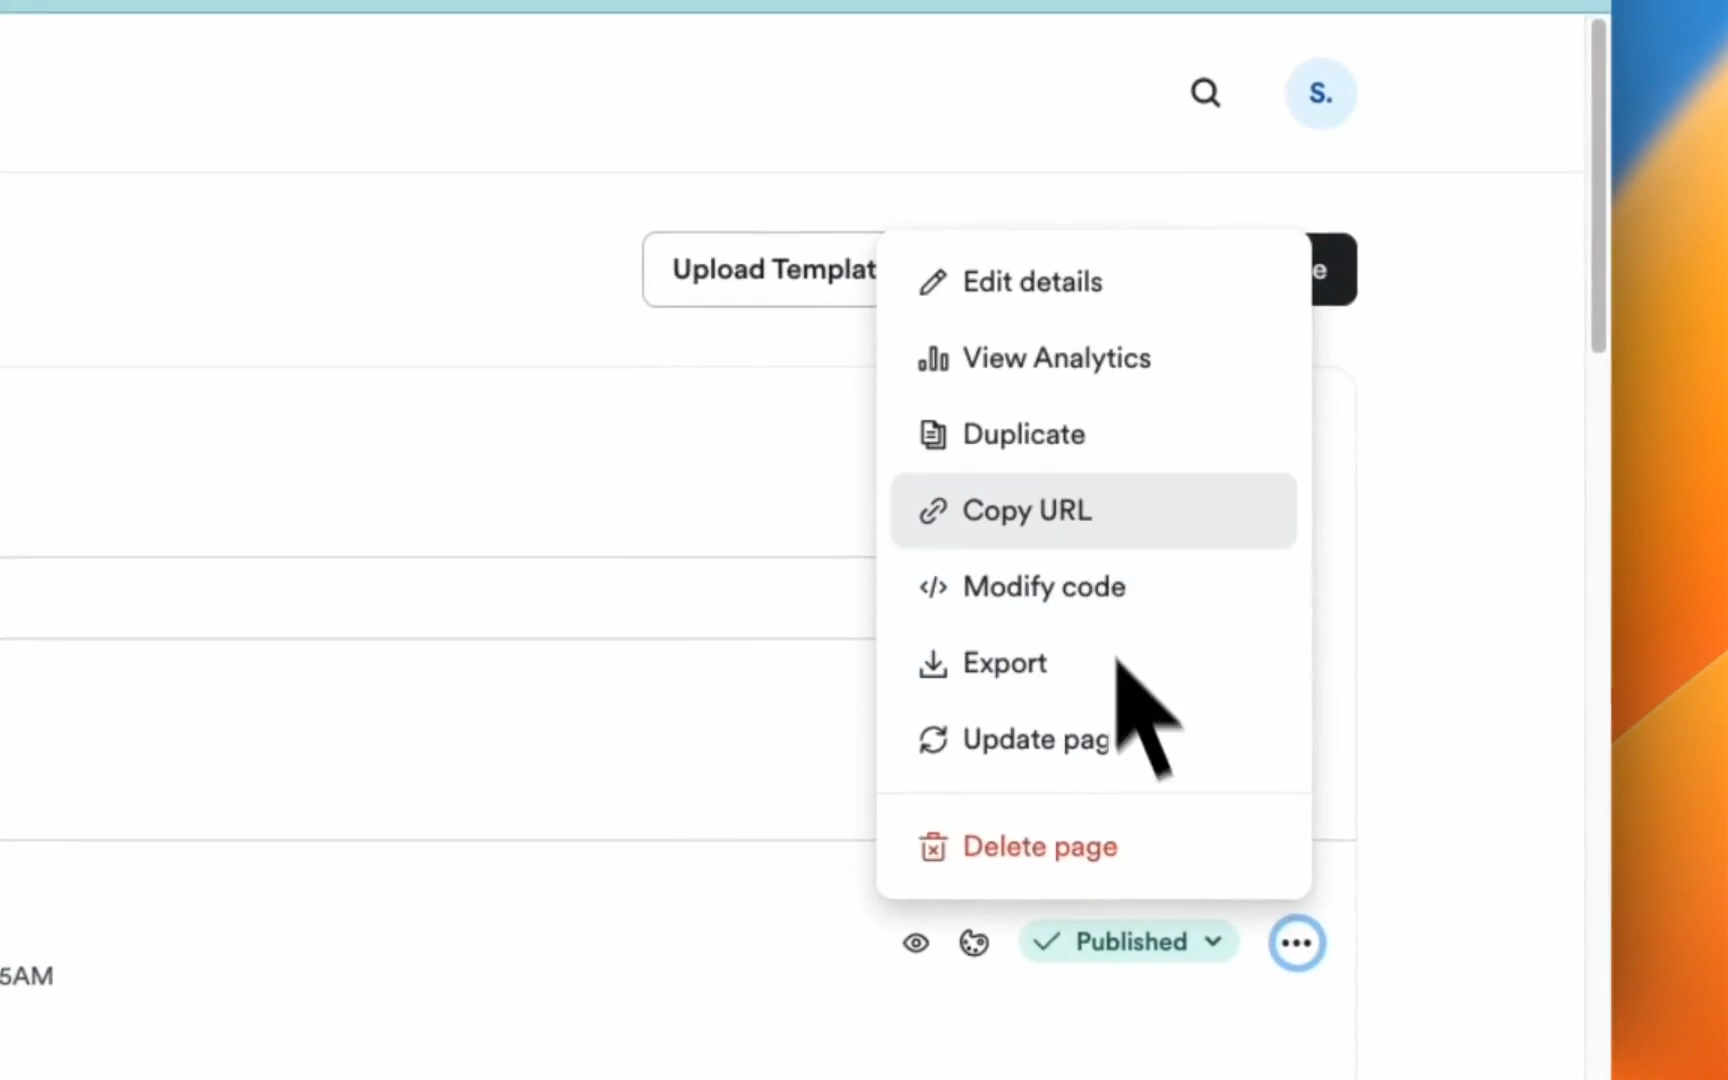 S.
Upload Templat
e
Edit details
View Analytics
Duplicate
Copy URL
Modify code
Export
Update pag
Delete page
Published
5AM